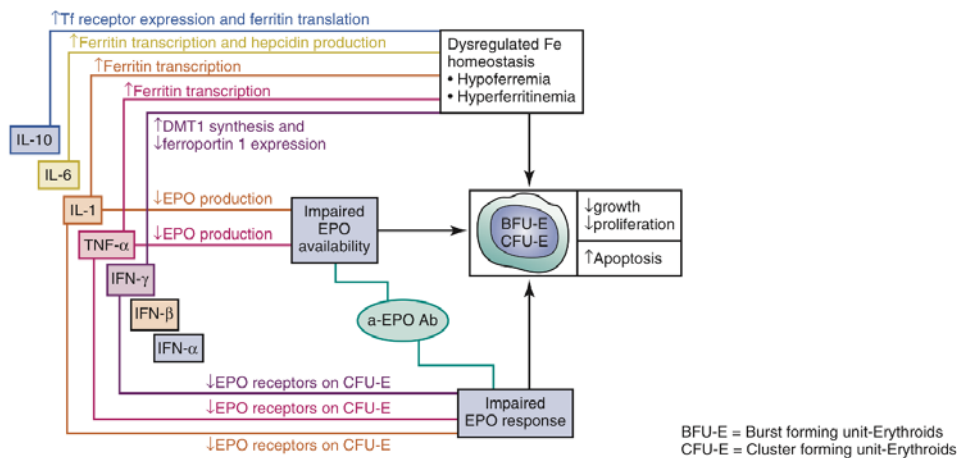 ↑Tf receptor expression and ferritin translation
↑Ferritin transcription and hepcidin production
↑Ferritin transcription
↑Ferritin transcription
↑DMT1 synthesis and
↓ferroportin 1 expression
Dysregulated Fe
homeostasis
• Hypoferremia
• Hyperferritinemia
IL-10
IL-6
IL-1
TNF-α
IFN-γ
IFN-β
IFN-α
↓EPO production
↓EPO production
Impaired
EPO
availability
BFU-E
CFU-E
↓growth
↓proliferation
↑Apoptosis
a-EPO Ab
↓EPO receptors on CFU-E
↓EPO receptors on CFU-E
↓EPO receptors on CFU-E
Impaired
EPO response
BFU-E = Burst forming unit-Erythroids
CFU-E = Cluster forming unit-Erythroids